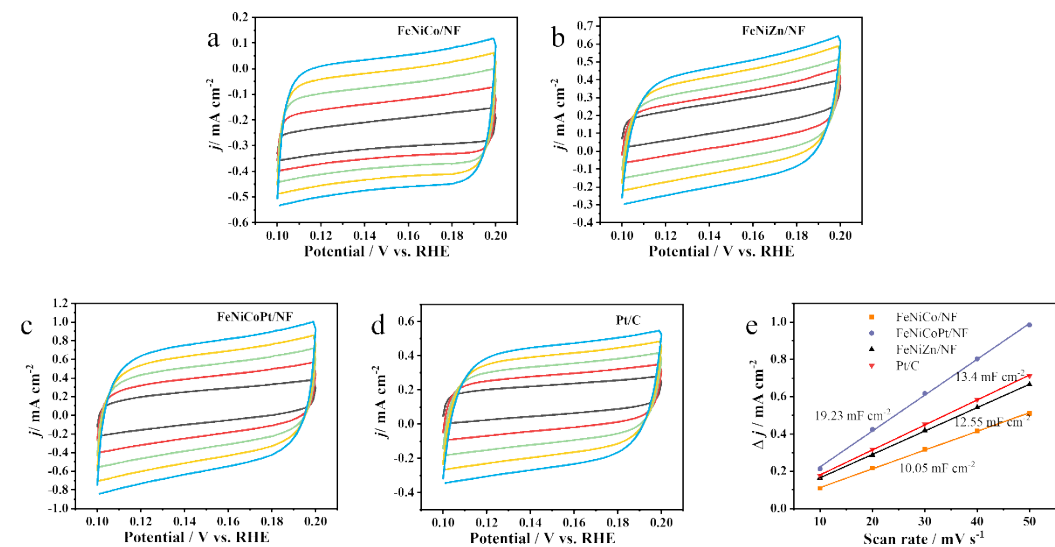 a
FeNiCo/NF
0.2
0.1
0.0
-0.1
-0.2
-0.3
-0.4
-0.5
-0.6
j/ mA cm⁻²
0.10 0.12 0.14 0.16 0.18 0.20
Potential / V vs. RHE
b
FeNiZn/NF
0.7
0.6
0.5
0.4
0.3
0.2
0.1
0.0
-0.1
-0.2
-0.3
-0.4
j/ mA cm⁻²
0.10 0.12 0.14 0.16 0.18 0.20
Potential / V vs. RHE
c
FeNiCoPt/NF
1.2
1.0
0.8
0.6
0.4
0.2
0.0
-0.2
-0.4
-0.6
-0.8
-1.0
j/ mA cm⁻²
0.10 0.12 0.14 0.16 0.18 0.20
Potential / V vs. RHE
d
Pt/C
0.6
0.4
0.2
0.0
-0.2
-0.4
j/ mA cm⁻²
0.10 0.12 0.14 0.16 0.18 0.20
Potential / V vs. RHE
e
FeNiCo/NF
FeNiCoPt/NF
FeNiZn/NF
Pt/C
1.0
0.8
0.6
0.4
0.2
0.0
Δ j / mA cm⁻²
13.4 mF cm⁻²
19.23 mF cm⁻²
12.55 mF cm⁻²
10.05 mF cm⁻²
10 20 30 40 50
Scan rate / mV s⁻¹